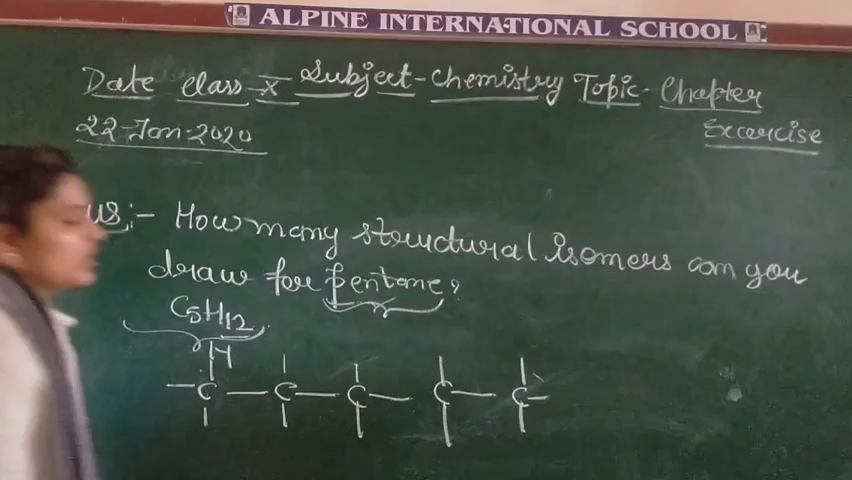 ALPINE INTERNATIONAL SCHOOL
Date Class-X Subject-Chemistry Topic-Chapter
22-Jan-2020 Excercise
us:- How many structural isomers can you
draw for pentane?
C5H12
H
C C C C C